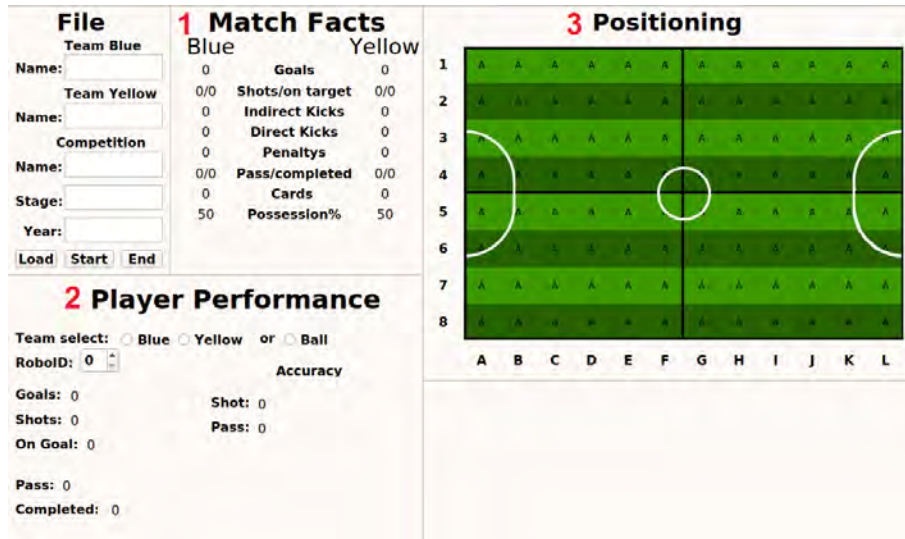 File
Team Blue
Name:
Team Yellow
Name:
Competition
Name:
Stage:
Year:
Load Start End
1 Match Facts
Blue Yellow
0 Goals 0
0/0 Shots/on target 0/0
0 Indirect Kicks 0
0 Direct Kicks 0
0 Penaltys 0
0/0 Pass/completed 0/0
0 Cards 0
50 Possession% 50
2 Player Performance
Team select: Blue Yellow or Ball
RoboID: 0
Accuracy
Goals: 0
Shot: 0
Shots: 0
Pass: 0
On Goal: 0
Pass: 0
Completed: 0
3 Positioning
1 A A A A A A A A A A A A
2 A A A A A A A A A A A A
3 A A A A A A A A A A A A
4 A A A A A A A A A A A
5 A A A A A A A A A A A
6 A A A A A A A A A A A A
7 A A A A A A A A A A A A
8 A A A A A A A A A A A A
A B C D E F G H I J K L